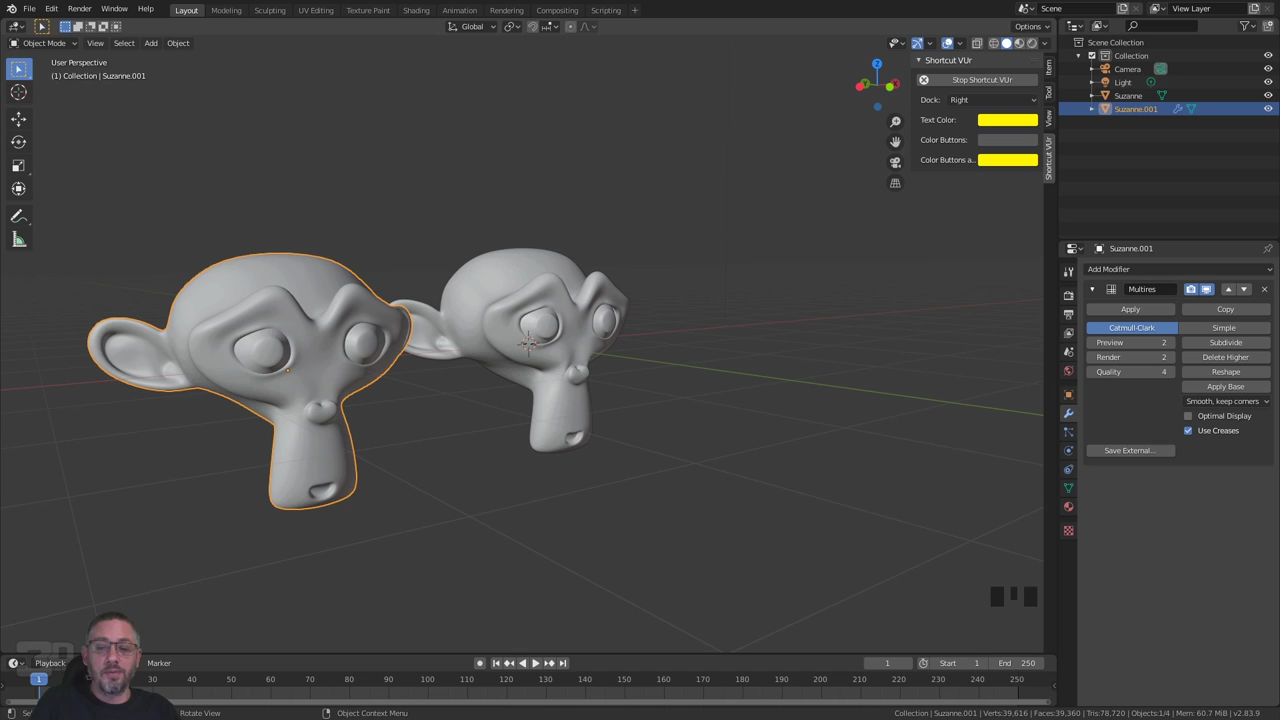 File Edit Render Window Help Layout Modeling Sculpting UV Editing Texture Paint Shading Animation Rendering Compositing Scripting + Scene View Layer
Global Options
Object Mode View Select Add Object
User Perspective
(1) Collection | Suzanne.001
Shortcut VUr
Stop Shortcut VUr
Dock: Right
Text Color:
Color Buttons:
Color Buttons a..
Item
Tool
View
Shortcut VUr
Z
Y
X
Scene Collection
Collection
Camera
Light
Suzanne
Suzanne.001
Suzanne.001
Add Modifier
Multires
Apply Copy
Catmull-Clark Simple
Preview 2 Subdivide
Render 2 Delete Higher
Quality 4 Reshape
Apply Base
Smooth, keep corners
Optimal Display
Use Creases
Save External...
Playback Marker 1 Start 1 End 250
1 30 40 50 60 70 80 90 100 110 120 130 140 150 160 170 180 190 200 210 220 230 240 250
Rotate View Object Context Menu Collection | Suzanne.001 | Verts:39,616 | Faces:39,360 | Tris:78,720 | Objects:1/4 | Mem: 60.7 MiB | v2.83.9